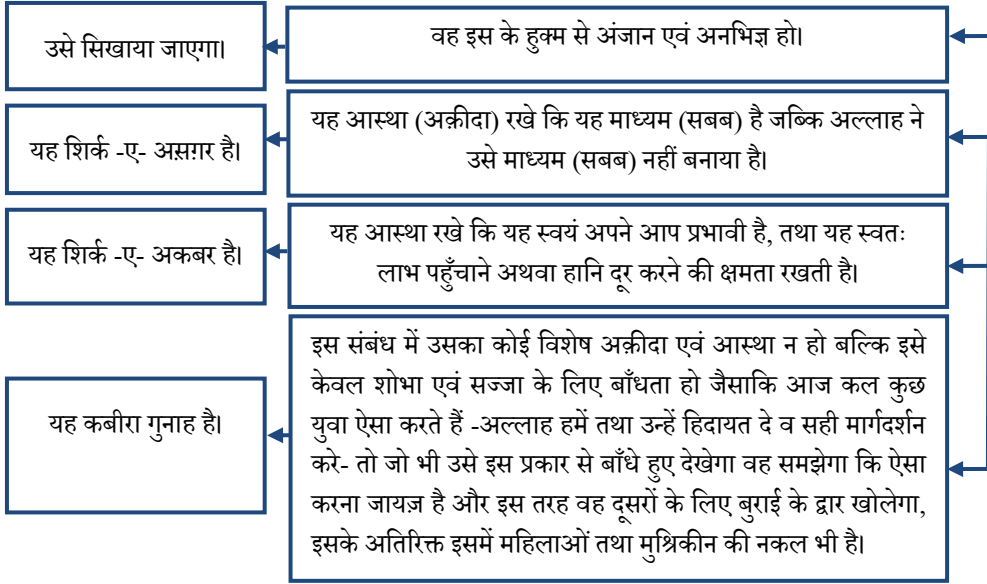 वह इस के हुक्म से अंजान एवं अनभिज्ञ हो।
उसे सिखाया जाएगा।
यह आस्था (अक़ीदा) रखे कि यह माध्यम (सबब) है जब्कि अल्लाह ने
उसे माध्यम (सबब) नहीं बनाया है।
यह शिर्क -ए- अस़ग़र है।
यह आस्था रखे कि यह स्वयं अपने आप प्रभावी है, तथा यह स्वतः
लाभ पहुँचाने अथवा हानि दूर करने की क्षमता रखती है।
यह शिर्क -ए- अकबर है।
इस संबंध में उसका कोई विशेष अक़ीदा एवं आस्था न हो बल्कि इसे
केवल शोभा एवं सज्जा के लिए बाँधता हो जैसाकि आज कल कुछ
युवा ऐसा करते हैं -अल्लाह हमें तथा उन्हें हिदायत दे व सही मार्गदर्शन
करे- तो जो भी उसे इस प्रकार से बाँधे हुए देखेगा वह समझेगा कि ऐसा
करना जायज़ है और इस तरह वह दूसरों के लिए बुराई के द्वार खोलेगा,
इसके अतिरिक्त इसमें महिलाओं तथा मुश्रिकीन की नकल भी है।
यह कबीरा गुनाह है।